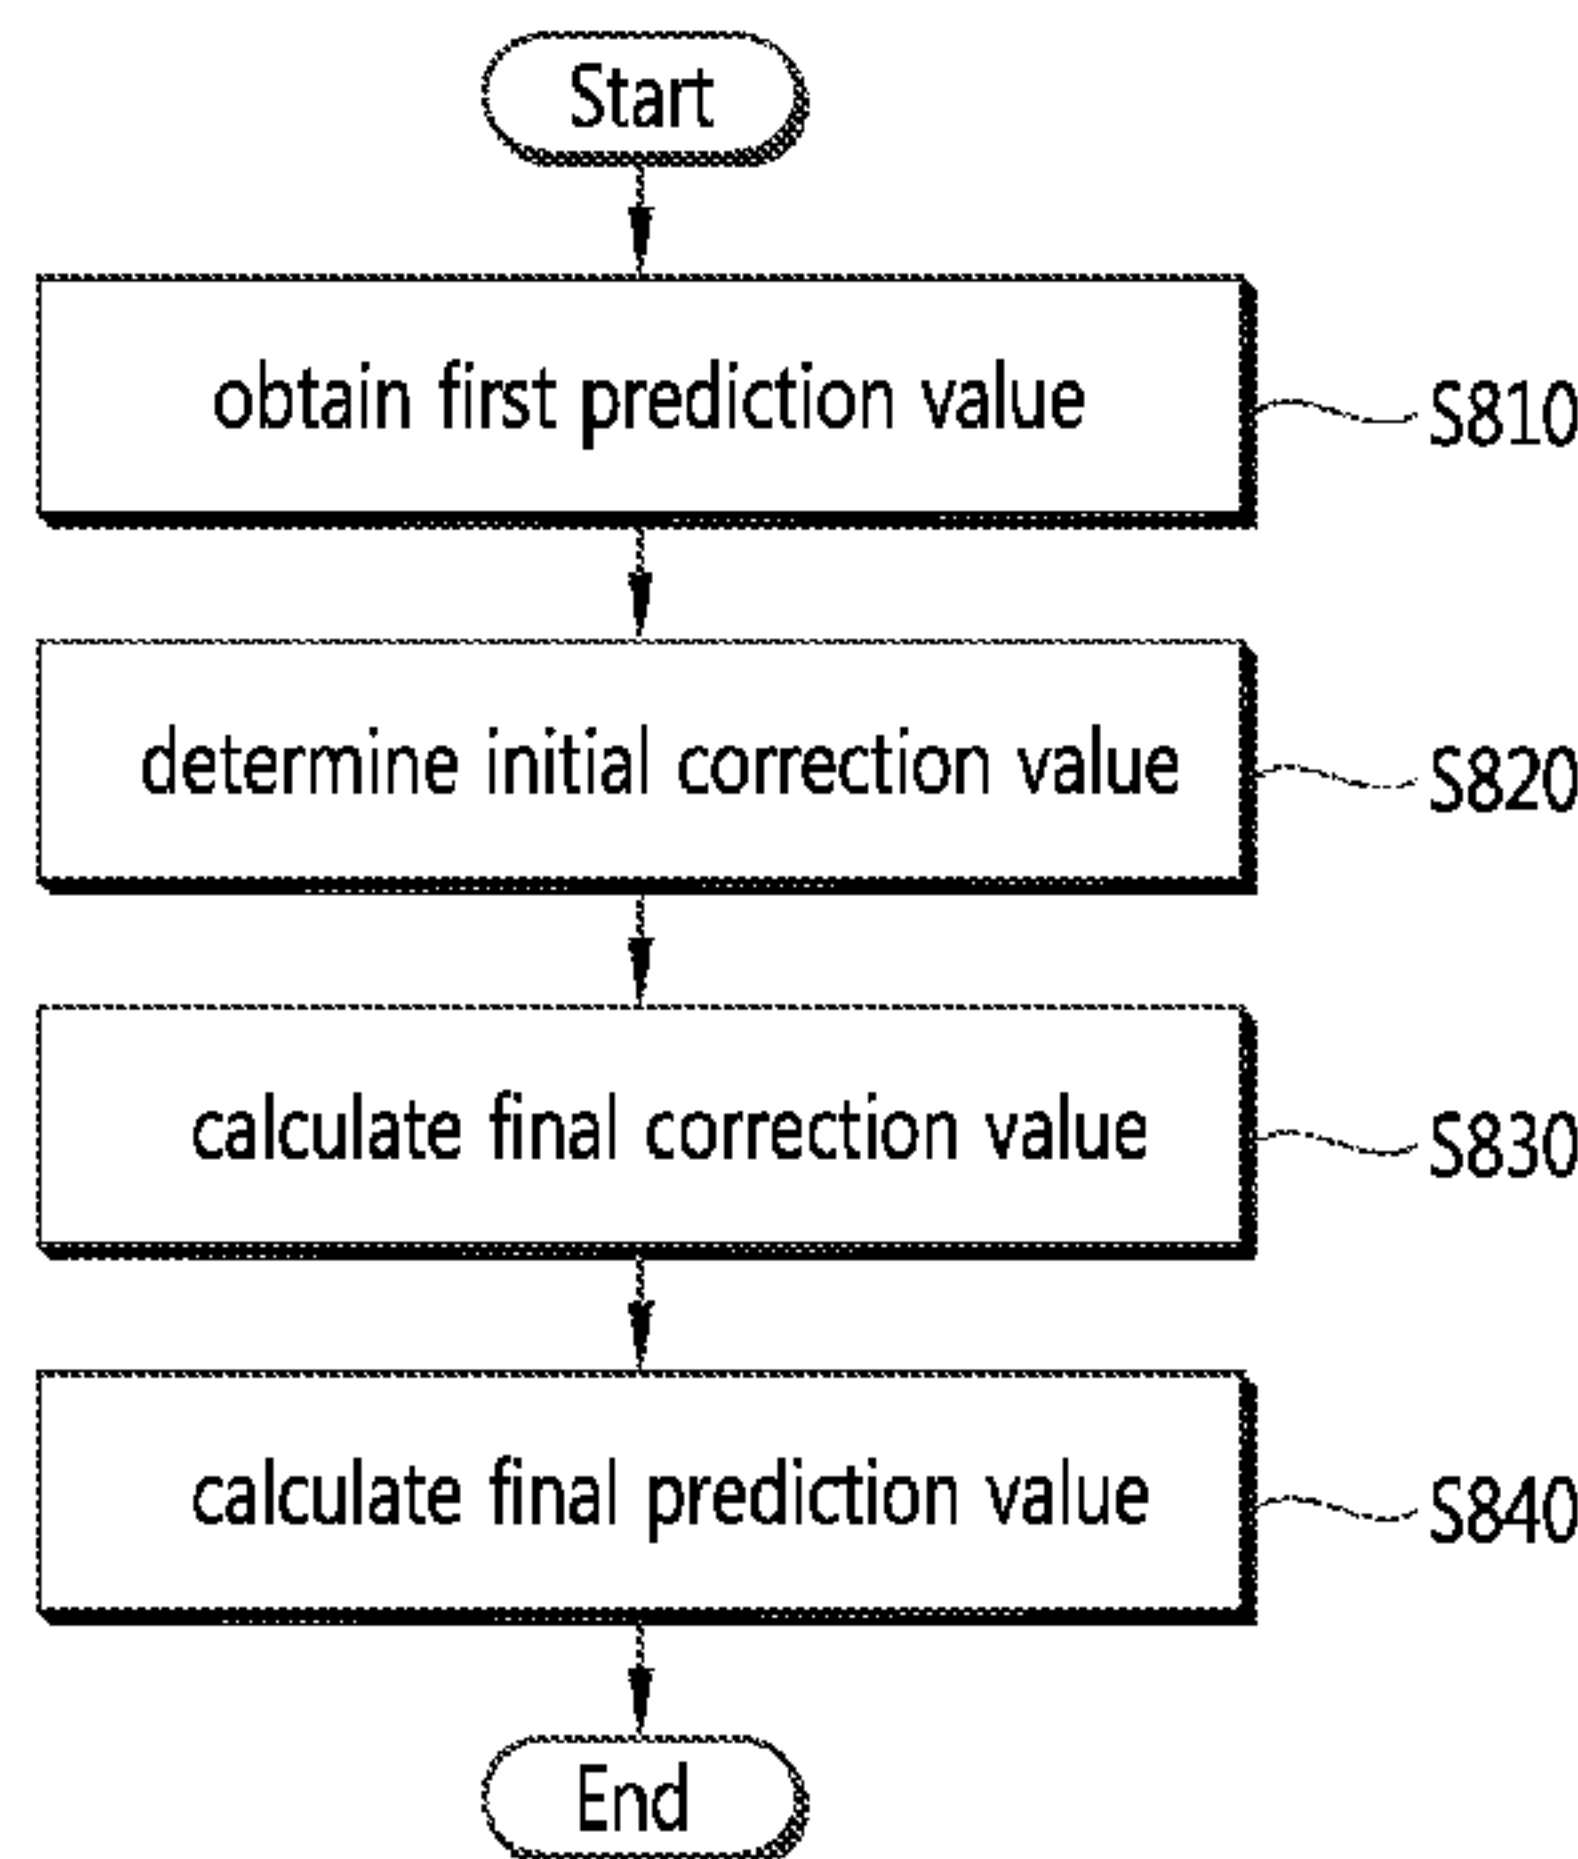 Start
obtain first prediction value
S810
determine initial correction value
S820
calculate final correction value
S830
calculate final prediction value
S840
End